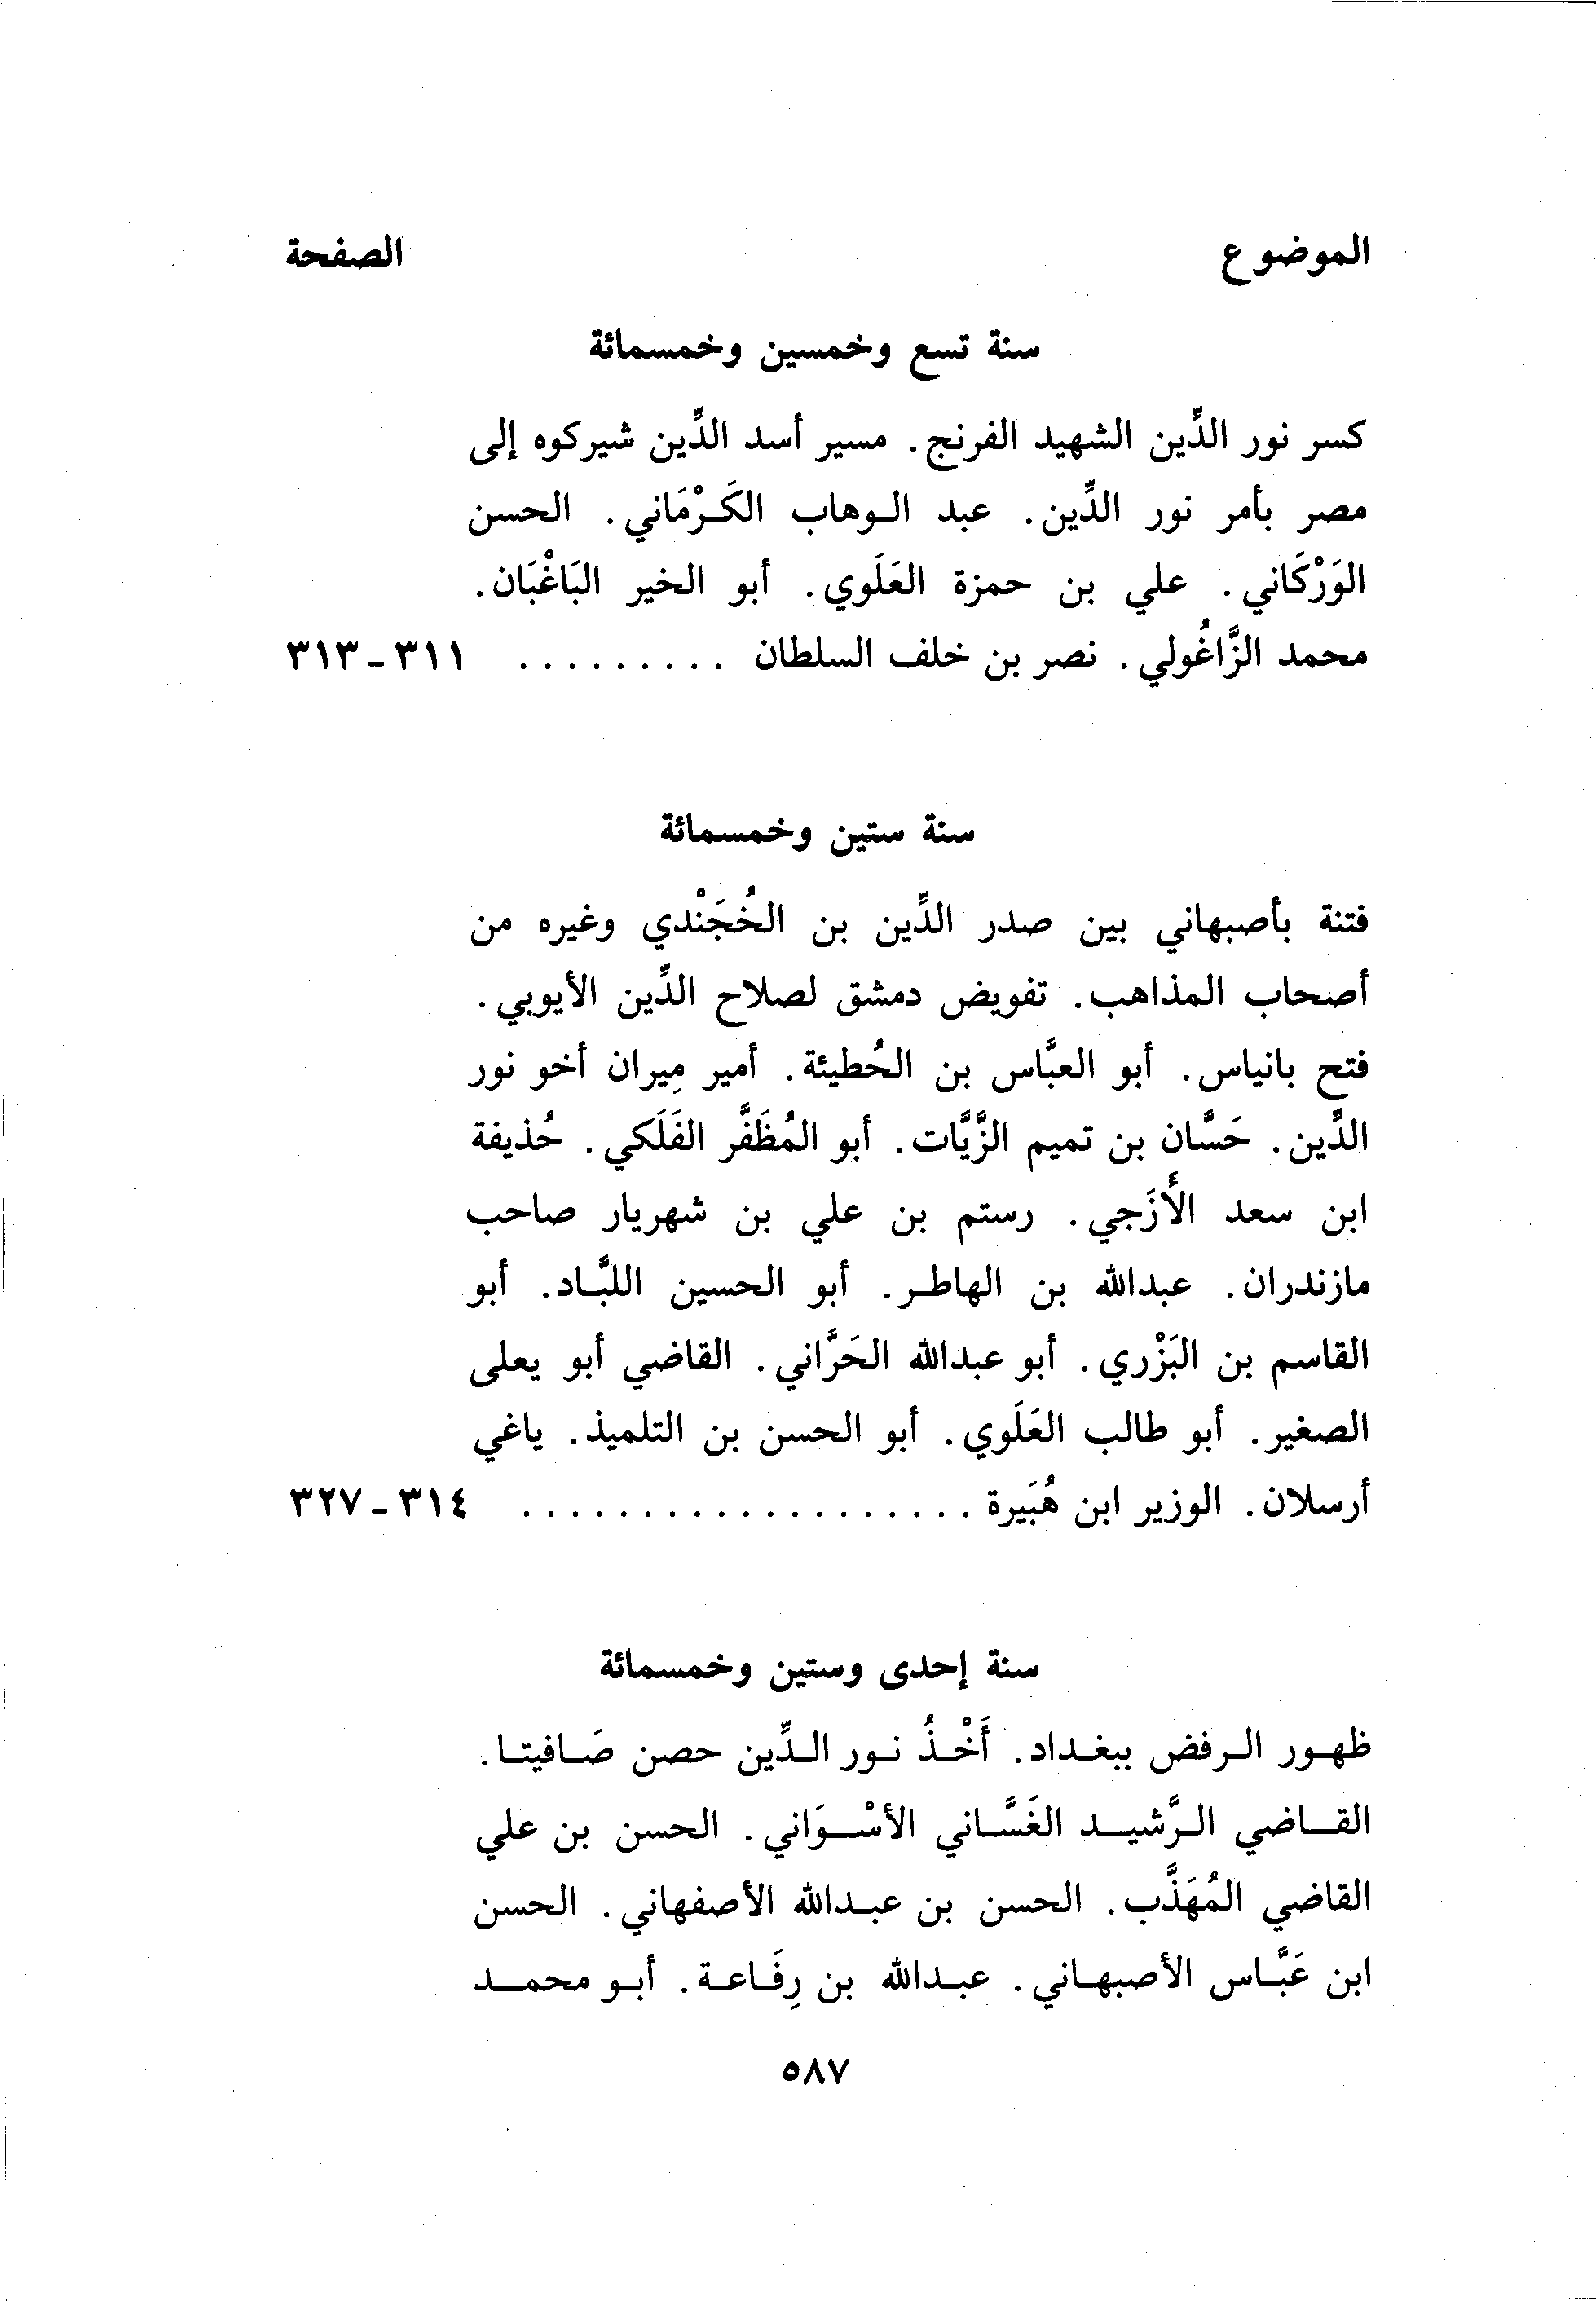 الموضوع الصفحة
سنة تسع وخمسين وخمسمائة
كسر نور الدِّين الشهيد الفرنج. مسير أسد الدِّين شيركوه إلى
مصر بأمر نور الدِّين. عبد الوهاب الكَرْمَاني. الحسن
الوَرْكَاني. علي بن حمزة العَلَوي. أبو الخير البَاغْبَان.
محمد الزَّاغُولي. نصر بن خلف السلطان ......... ٣١١ـ٣١٣
سنة ستين وخمسمائة
فتنة بأصبهاني بين صدر الدِّين بن الخُجَنْدي وغيره من
أصحاب المذاهب. تفويض دمشق لصلاح الدِّين الأيوبي.
فتح بانياس. أبو العبَّاس بن الحُطيئة. أمير مِيران أخو نور
الدِّين. حَسَّان بن تميم الزَّيَّات. أبو المُظَفَّر الفَلَكي. حُذيفة
ابن سعد الأَزَجي. رستم بن علي بن شهريار صاحب
مازندران. عبدالله بن الهاطر. أبو الحسين اللبَّاد. أبو
القاسم بن البَزْري. أبو عبدالله الحَرَّاني. القاضي أبو يعلى
الصغير. أبو طالب العَلَوي. أبو الحسن بن التلميذ. ياغي
أرسلان. الوزير ابن هُبَيرة ................... ٣١٤ـ٣٢٧
سنة إحدى وستين وخمسمائة
ظهور الرفض ببغداد. أَخْذُ نور الدِّين حصن صَافيتا.
القاضي الرَّشيد الغَسَّاني الأسْوَاني. الحسن بن علي
القاضي المُهَذَّب. الحسن بن عبدالله الأصفهاني. الحسن
ابن عَبَّاس الأصبهاني. عبدالله بن رِفَاعة. أبو محمد
٥٨٧